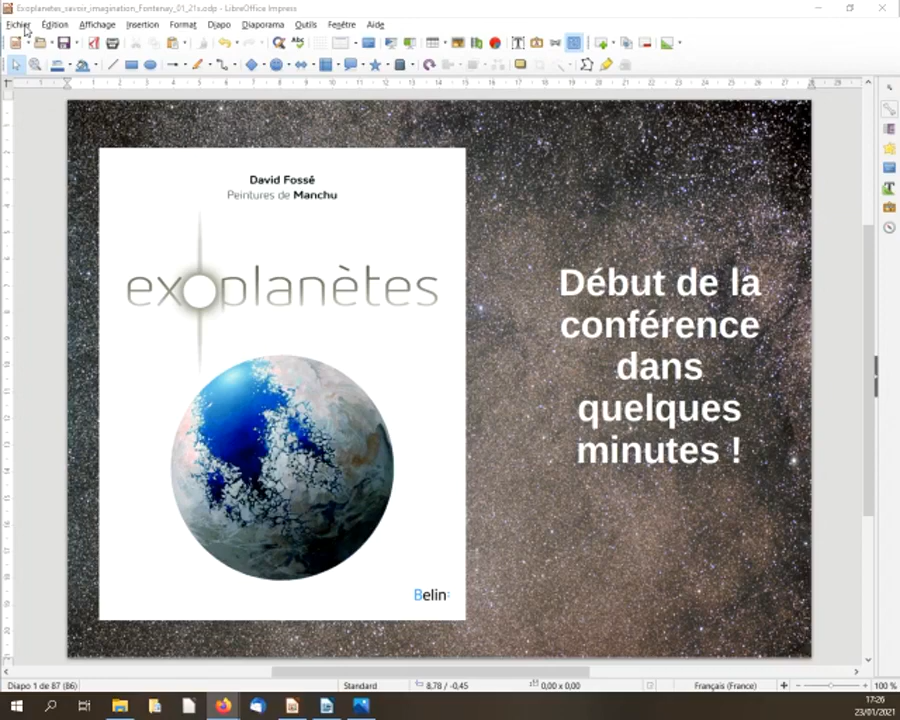 Exoplanetes_savoir_imagination_Fontenay_01_21s.odp - LibreOffice Impress
Fichier Édition Affichage Insertion Format Diapo Diaporama Outils Fenêtre Aide
David Fossé
Peintures de Manchu
exoplanètes
Belin:
Début de la
conférence
dans
quelques
minutes !
Diapo 1 de 87 (86) Standard 8,78 / -0,45 0,00 x 0,00 Français (France) 100 %
17:26
23/01/2021